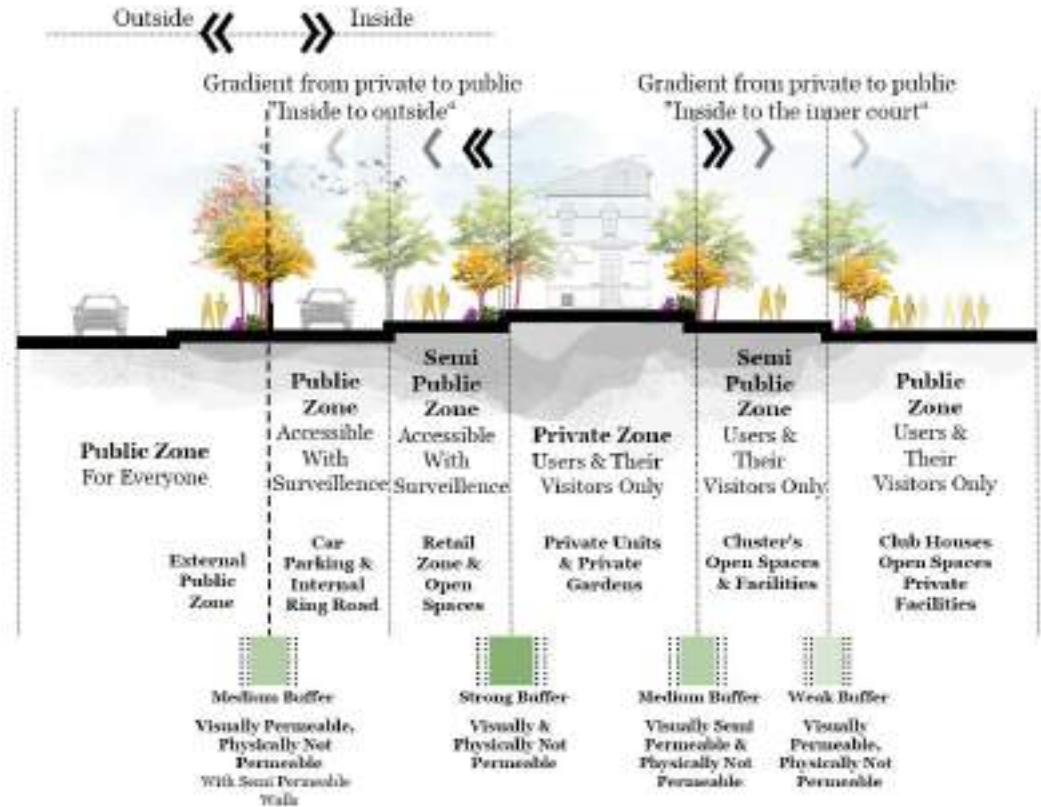 Outside
Inside
Gradient from private to public
"Inside to outside"
Gradient from private to public
"Inside to the inner court"
Public Zone
For Everyone
Public
Zone
Accessible
With
Surveillence
Semi
Public
Zone
Accessible
With
Surveillence
Private Zone
Users & Their
Visitors Only
Semi
Public
Zone
Users &
Their
Visitors Only
Public
Zone
Users &
Their
Visitors Only
External
Public
Zone
Car
Parking &
Internal
Ring Road
Retail
Zone &
Open
Spaces
Private Units
& Private
Gardens
Cluster's
Open Spaces
& Facilities
Club Houses
Open Spaces
Private
Facilities
Medium Buffer
Visually Permeable,
Physically Not
Permeable
With Semi Permeable
Walls
Strong Buffer
Visually &
Physically Not
Permeable
Medium Buffer
Visually Semi
Permeable &
Physically Not
Permeable
Weak Buffer
Visually
Permeable,
Physically Not
Permeable